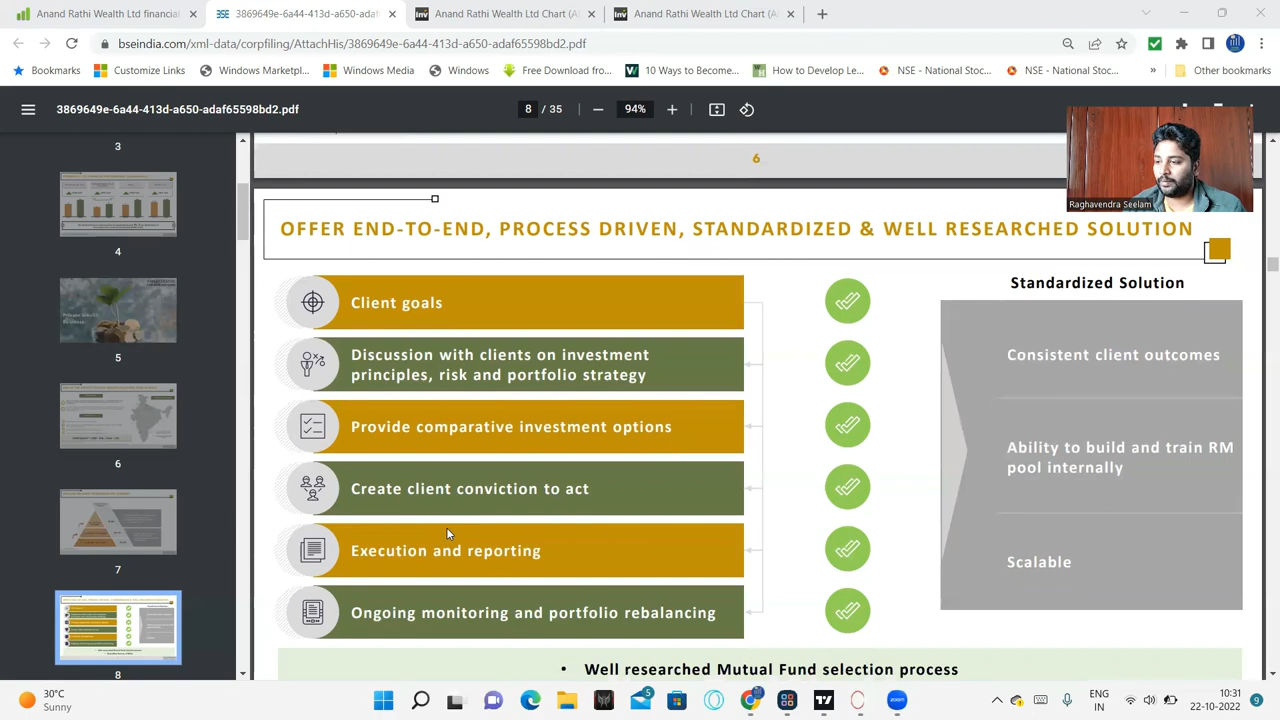 Anand Rathi Wealth Ltd financial
3869649e-6a44-413d-a650-adaf
Anand Rathi Wealth Ltd Chart (A
Anand Rathi Wealth Ltd Chart (A
bseindia.com/xml-data/corpfiling/AttachHis/3869649e-6a44-413d-a650-adaf65598bd2.pdf
Bookmarks
Customize Links
Windows Marketpl...
Windows Media
Windows
Free Download fro...
10 Ways to Become...
How to Develop Le...
NSE - National Stoc...
NSE - National Stoc...
»
Other bookmarks
3869649e-6a44-413d-a650-adaf65598bd2.pdf
8 / 35
94%
3
4
5
6
7
8
6
Raghavendra Seelam
OFFER END-TO-END, PROCESS DRIVEN, STANDARDIZED & WELL RESEARCHED SOLUTION
Client goals
Discussion with clients on investment
principles, risk and portfolio strategy
Provide comparative investment options
Create client conviction to act
Execution and reporting
Ongoing monitoring and portfolio rebalancing
Standardized Solution
Consistent client outcomes
Ability to build and train RM
pool internally
Scalable
• Well researched Mutual Fund selection process
30°C
Sunny
5
zoom
ENG
IN
10:31
22-10-2022
9